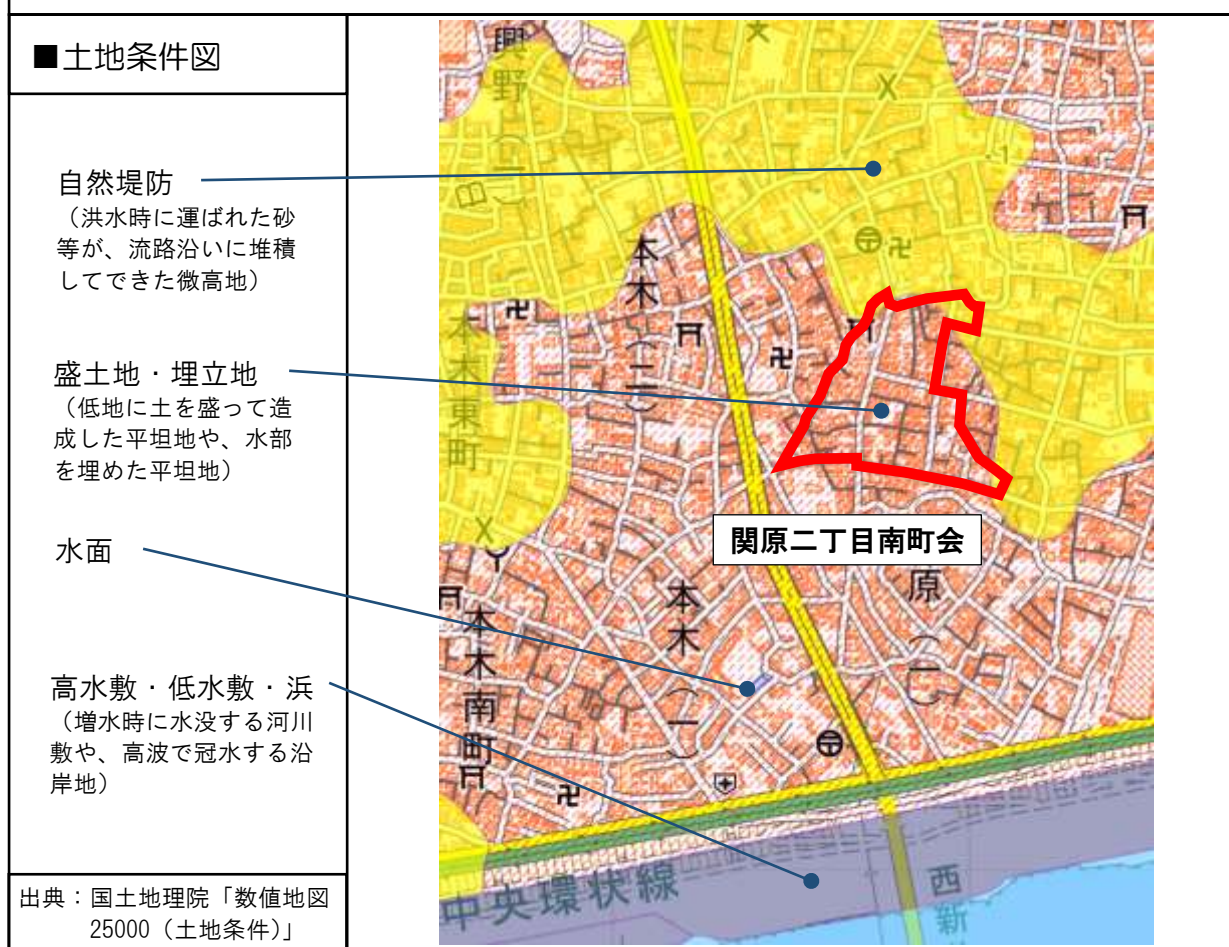 ■土地条件図
自然堤防
（洪水時に運ばれた砂
等が、流路沿いに堆積
してできた微高地）
盛土地・埋立地
（低地に土を盛って造
成した平坦地や、水部
を埋めた平坦地）
水面
高水敷・低水敷・浜
（増水時に水没する河川
敷や、高波で冠水する沿
岸地）
出典：国土地理院「数値地図
25000（土地条件）」
興野（一）
本木（二）
本木東町
関原二丁目南町会
原（一）
本木（一）
本木南町
中央環状線
西新